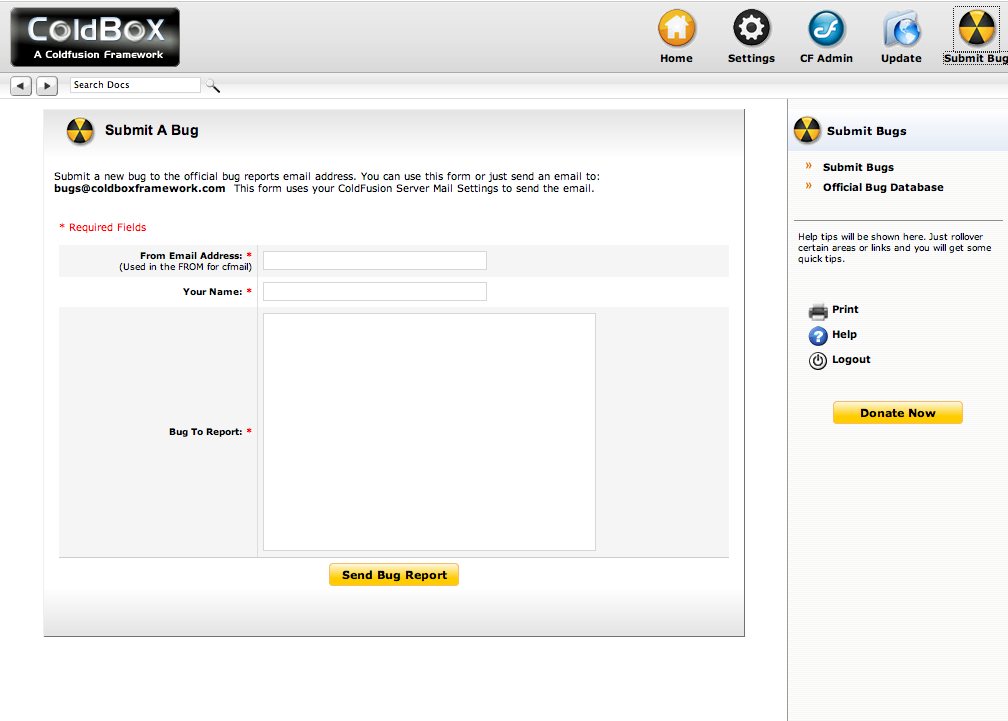 COLDBOX
A Coldfusion Framework
Home
Settings
CF Admin
Update
Submit Bug
Search Docs
Submit A Bug
Submit a new bug to the official bug reports email address. You can use this form or just send an email to:
bugs@coldboxframework.com This form uses your ColdFusion Server Mail Settings to send the email.
* Required Fields
From Email Address: *
(Used in the FROM for cfmail)
Your Name: *
Bug To Report: *
Send Bug Report
Submit Bugs
» Submit Bugs
» Official Bug Database
Help tips will be shown here. Just rollover
certain areas or links and you will get some
quick tips.
Print
? Help
Logout
Donate Now